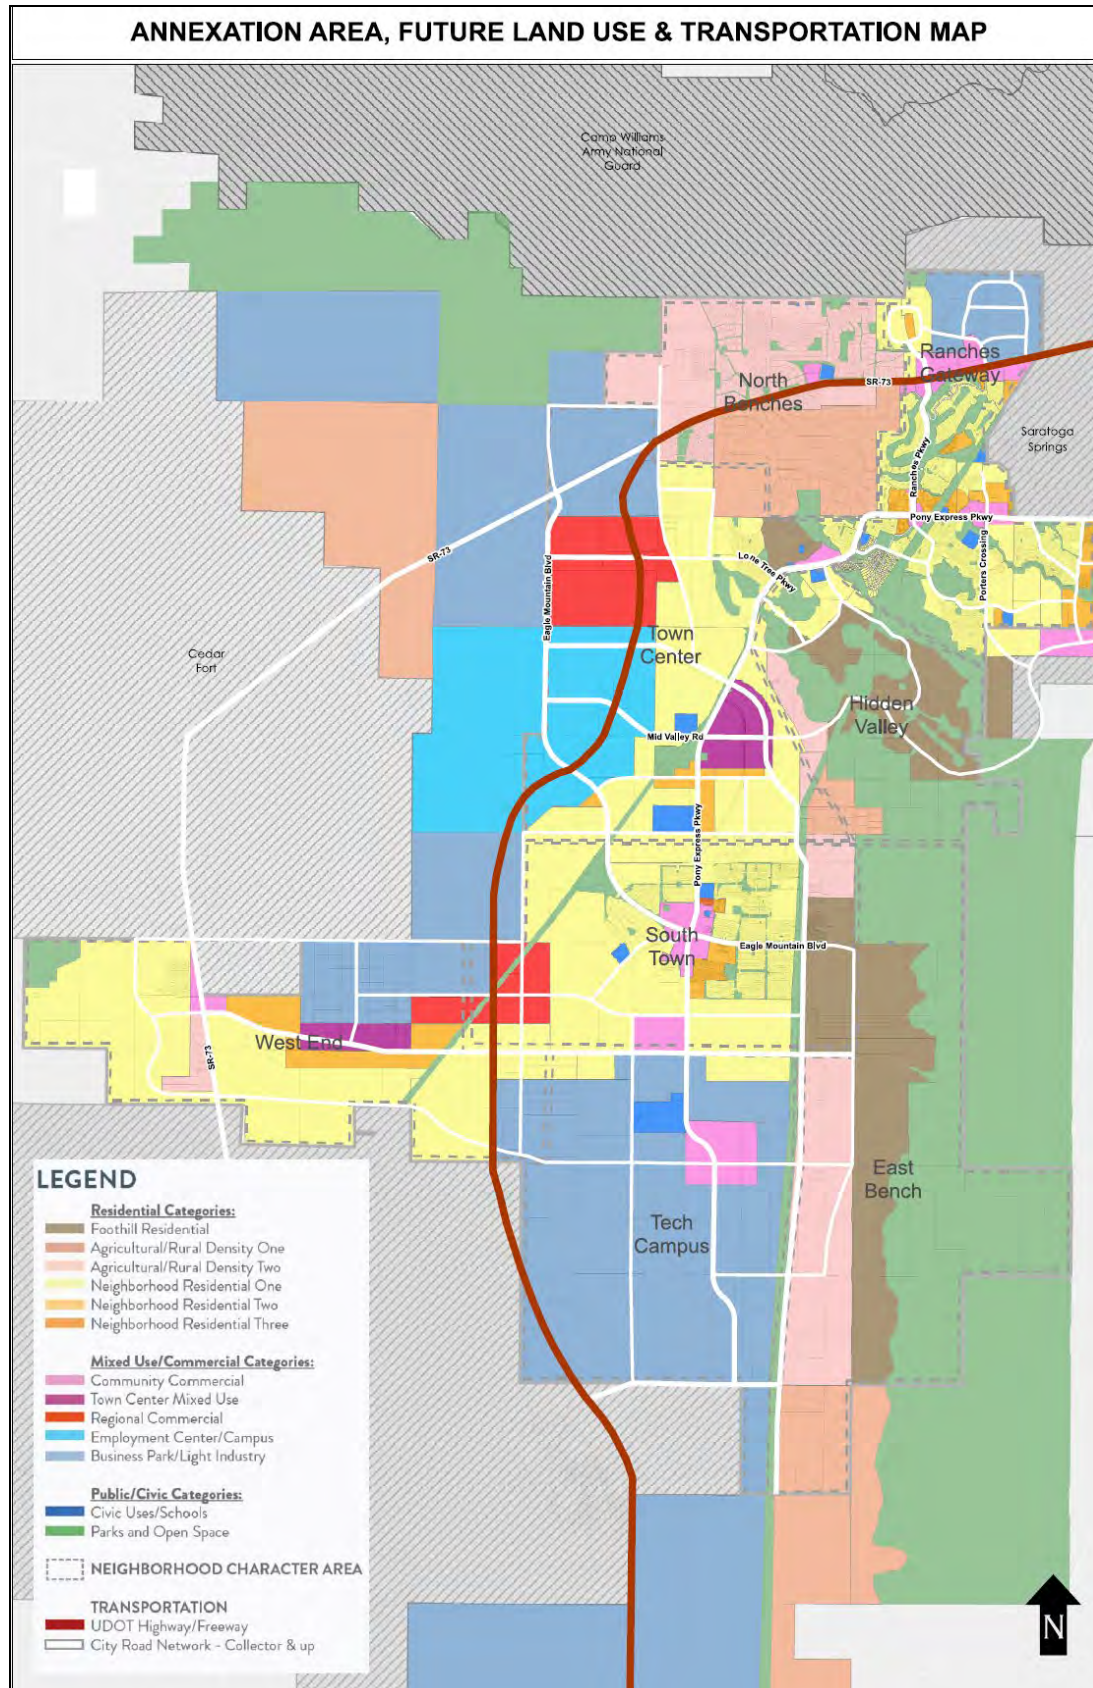 ANNEXATION AREA, FUTURE LAND USE & TRANSPORTATION MAP
Camp Williams
Army National
Guard
Ranches
Gateway
North
Benches
SR-73
Saratoga
Springs
Ranches Pkwy
Pony Express Pkwy
SR-73
Eagle Mountain Blvd
Lone Tree Pkwy
Porters Crossing
Town
Center
Cedar
Fort
Hidden
Valley
Mid Valley Rd
Pony Express Pkwy
South
Town
Eagle Mountain Blvd
West End
SR-73
East
Bench
Tech
Campus
LEGEND
Residential Categories:
Foothill Residential
Agricultural/Rural Density One
Agricultural/Rural Density Two
Neighborhood Residential One
Neighborhood Residential Two
Neighborhood Residential Three
Mixed Use/Commercial Categories:
Community Commercial
Town Center Mixed Use
Regional Commercial
Employment Center/Campus
Business Park/Light Industry
Public/Civic Categories:
Civic Uses/Schools
Parks and Open Space
NEIGHBORHOOD CHARACTER AREA
TRANSPORTATION
UDOT Highway/Freeway
City Road Network - Collector & up
N